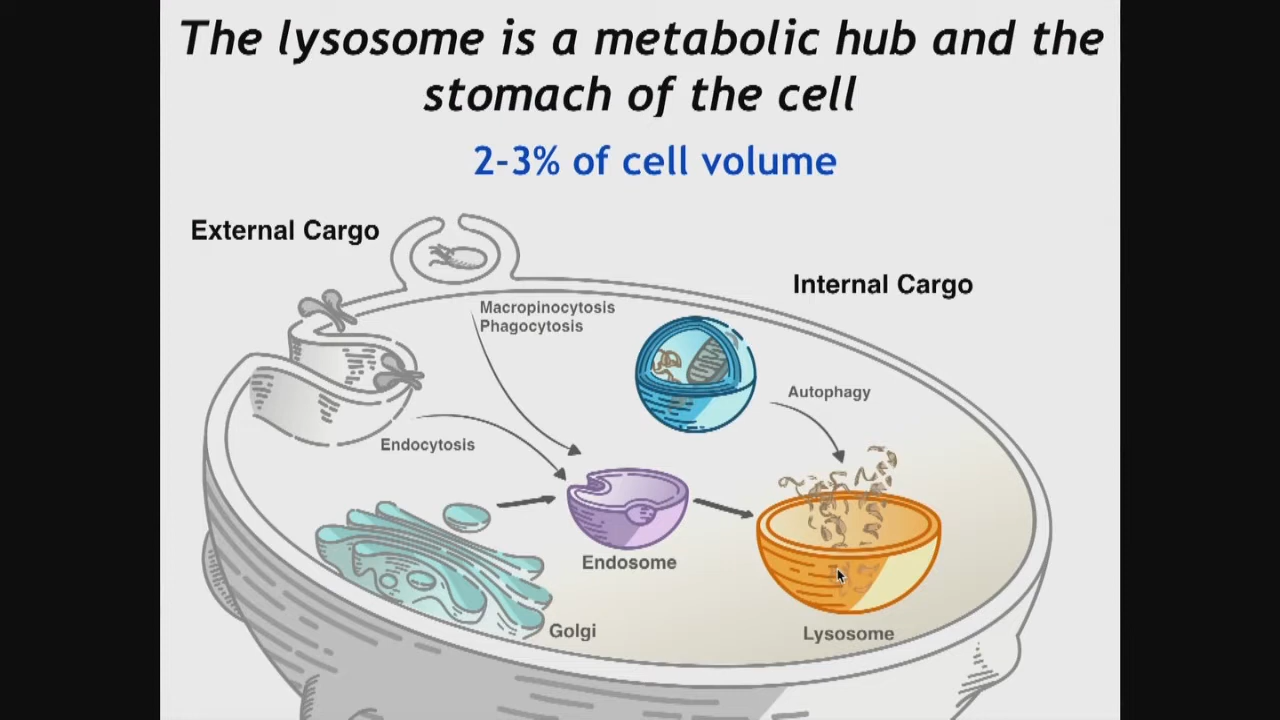 The lysosome is a metabolic hub and the
stomach of the cell
2-3% of cell volume
External Cargo
Internal Cargo
Macropinocytosis
Phagocytosis
Autophagy
Endocytosis
Endosome
Golgi
Lysosome